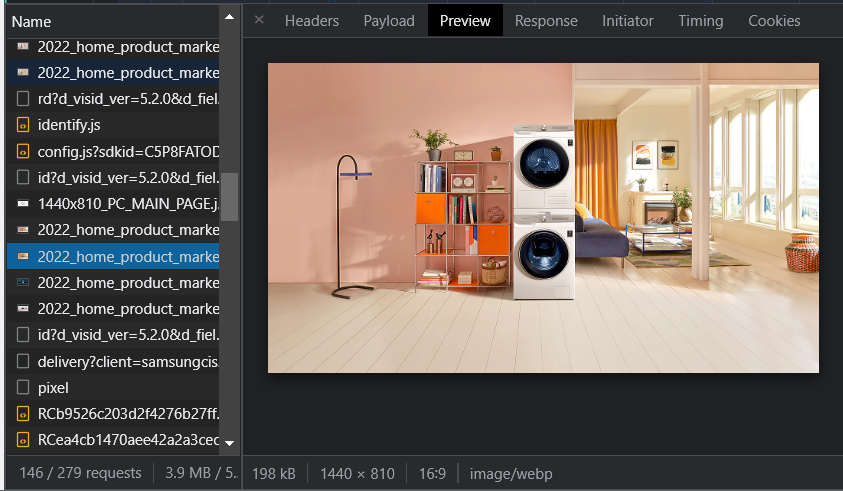 Name
Headers Payload Preview Response Initiator Timing Cookies
2022_home_product_marke
2022_home_product_marke
rd?d_visid_ver=5.2.0&d_fiel.
identify.js
config.js?sdkid=C5P8FATOD
id?d_visid_ver=5.2.0&d_fiel.
1440x810_PC_MAIN_PAGE.j.
2022_home_product_marke
2022_home_product_marke
2022_home_product_marke
2022_home_product_marke
id?d_visid_ver=5.2.0&d_fiel.
delivery?client=samsungcis.
pixel
RCb9526c203d2f4276b27ff.
RCea4cb1470aee42a2a3cec
146 / 279 requests 3.9 MB / 5.. 198 kB 1440 × 810 16:9 image/webp